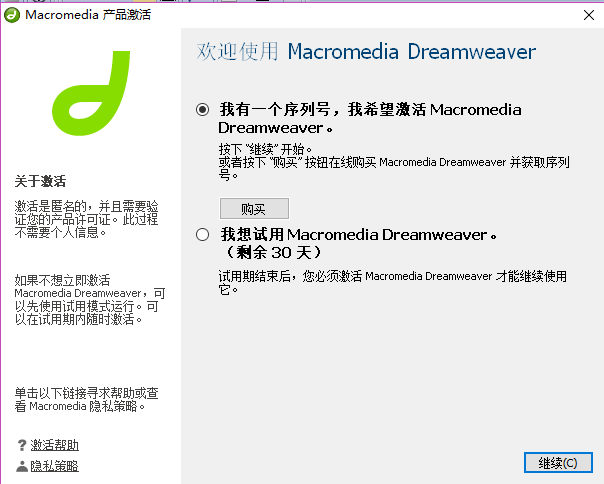 Macromedia 产品激活
欢迎使用 Macromedia Dreamweaver
我有一个序列号，我希望激活 Macromedia
Dreamweaver。
按下“继续”开始。
或者按下“购买”按钮在线购买 Macromedia Dreamweaver 并获取序列
号。
购买
我想试用 Macromedia Dreamweaver。
（剩余 30 天）
试用期结束后，您必须激活 Macromedia Dreamweaver 才能继续使用
它。
关于激活
激活是匿名的，并且需要验
证您的产品许可证。此过程
不需要个人信息。
如果不想立即激活
Macromedia Dreamweaver，可
以先使用试用模式运行。可
以在试用期内随时激活。
单击以下链接寻求帮助或查
看 Macromedia 隐私策略。
? 激活帮助
隐私策略
继续(C)